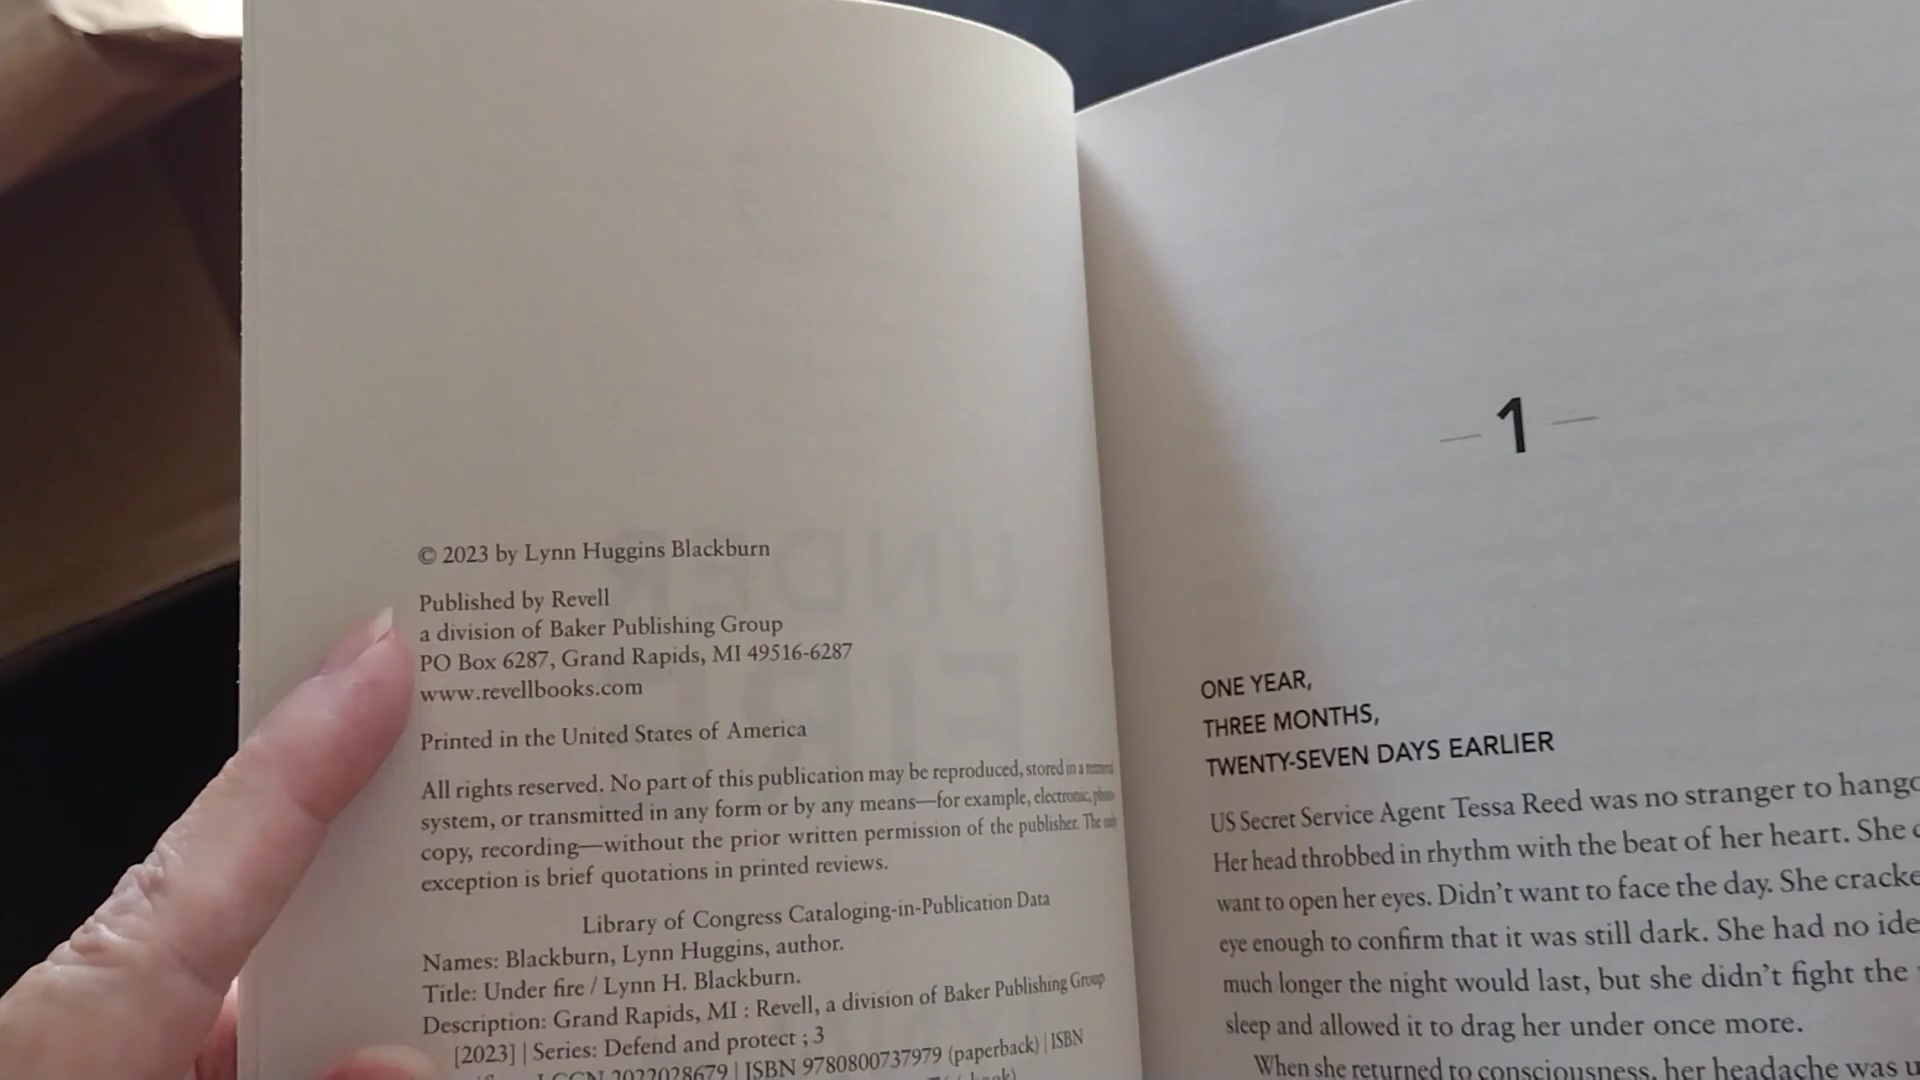 © 2023 by Lynn Huggins Blackburn
Published by Revell
a division of Baker Publishing Group
PO Box 6287, Grand Rapids, MI 49516-6287
www.revellbooks.com
Printed in the United States of America
All rights reserved. No part of this publication may be reproduced, stored in a retrieval
system, or transmitted in any form or by any means—for example, electronic, photo-
copy, recording—without the prior written permission of the publisher. The only
exception is brief quotations in printed reviews.
Library of Congress Cataloging-in-Publication Data
Names: Blackburn, Lynn Huggins, author.
Title: Under fire / Lynn H. Blackburn.
Description: Grand Rapids, MI : Revell, a division of Baker Publishing Group
[2023] | Series: Defend and protect ; 3
LCCN 2022028679 | ISBN 9780800737979 (paperback) | ISBN
1
ONE YEAR,
THREE MONTHS,
TWENTY-SEVEN DAYS EARLIER
US Secret Service Agent Tessa Reed was no stranger to hango
Her head throbbed in rhythm with the beat of her heart. She
want to open her eyes. Didn't want to face the day. She cracke
eye enough to confirm that it was still dark. She had no ide
much longer the night would last, but she didn't fight the
sleep and allowed it to drag her under once more.
When she returned to consciousness, her headache was u
UNDER
FIRE